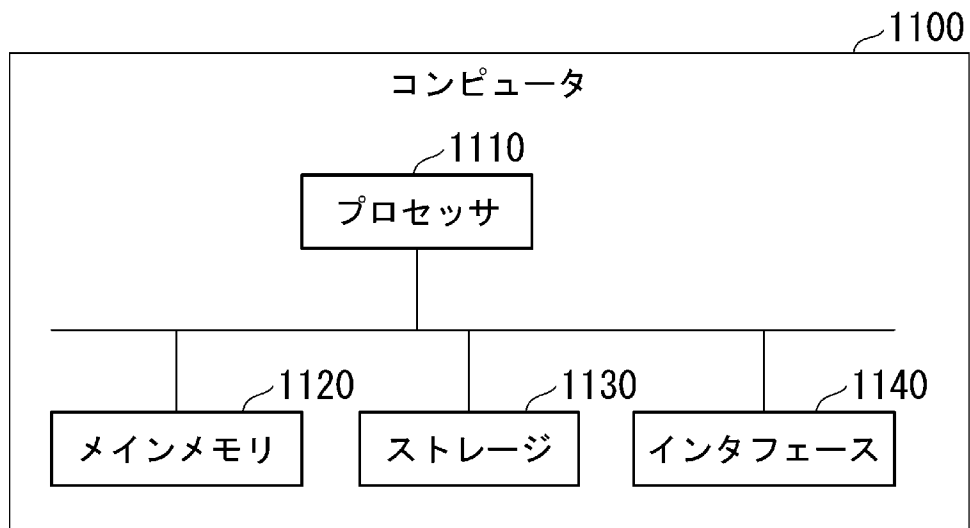 1100
コンピュータ
1110
プロセッサ
1120
メインメモリ
1130
ストレージ
1140
インタフェース